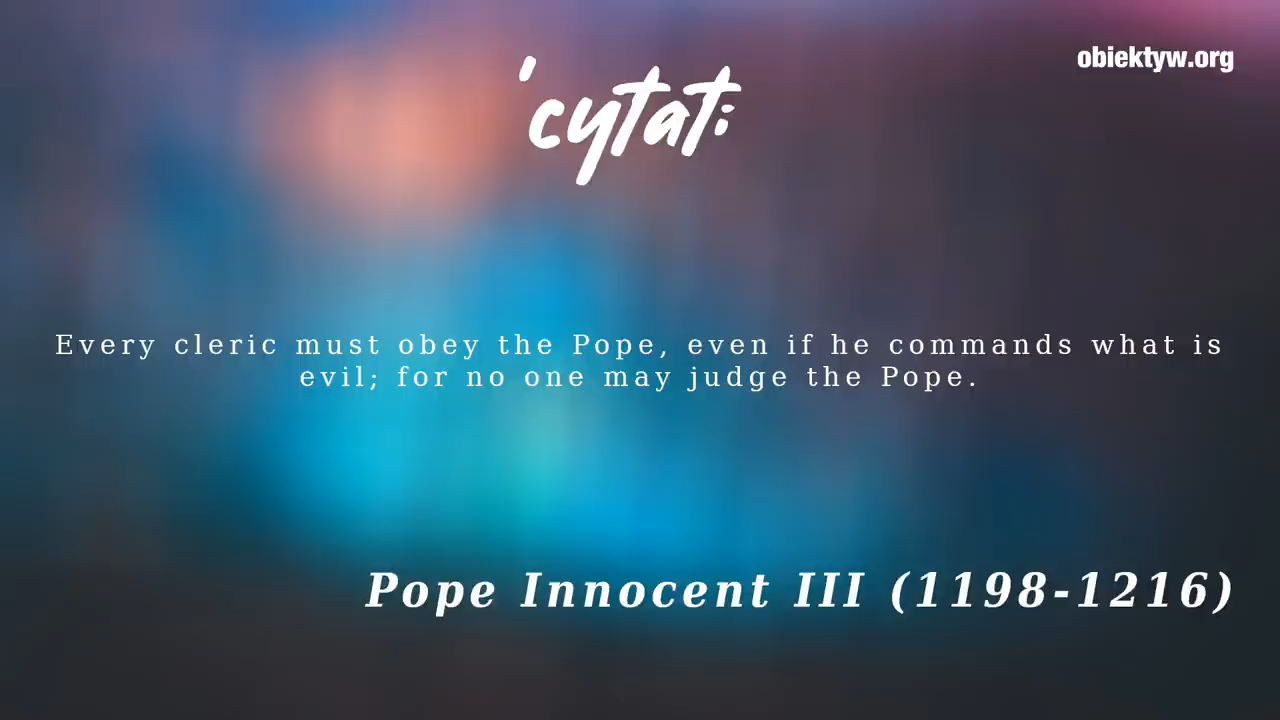 obiektyw.org
'cytat:
Every cleric must obey the Pope, even if he commands what is
evil; for no one may judge the Pope.
Pope Innocent III (1198-1216)